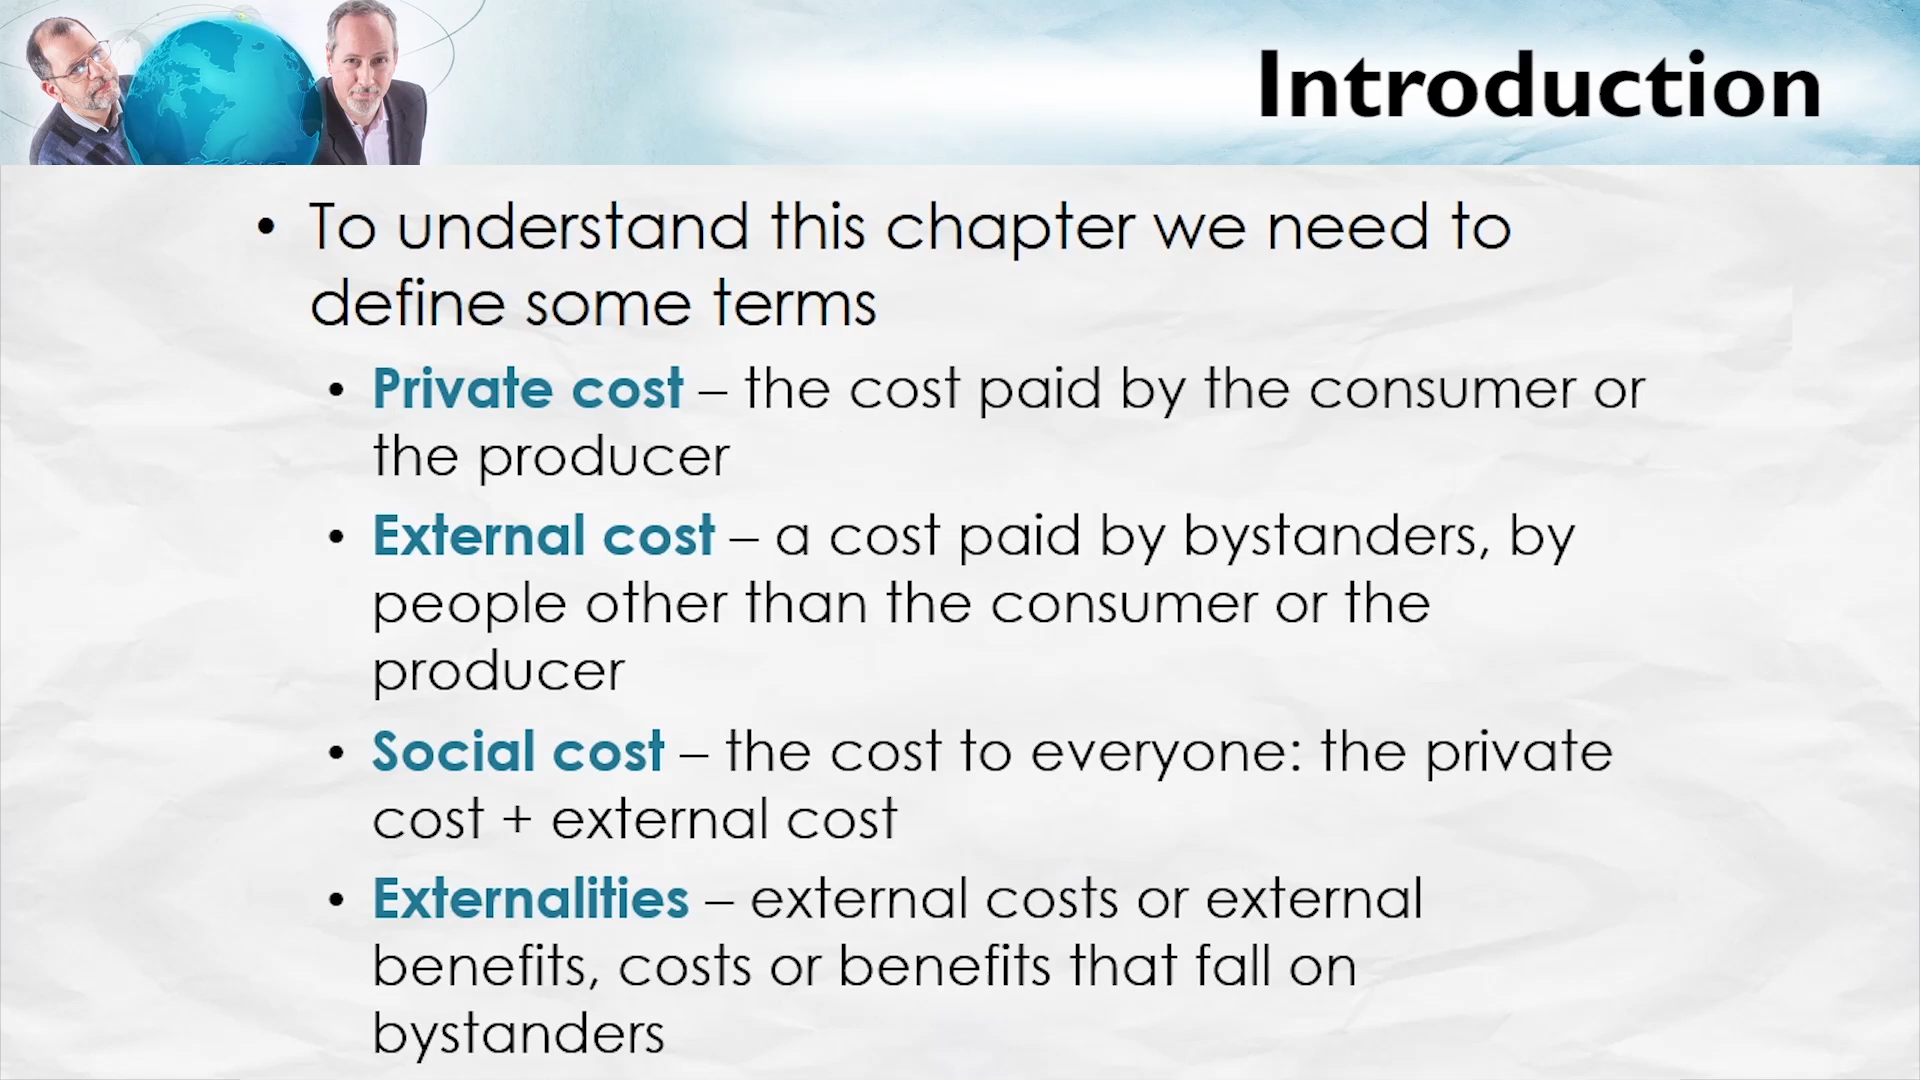 Introduction
• To understand this chapter we need to
define some terms
• Private cost – the cost paid by the consumer or
the producer
• External cost – a cost paid by bystanders, by
people other than the consumer or the
producer
• Social cost – the cost to everyone: the private
cost + external cost
• Externalities – external costs or external
benefits, costs or benefits that fall on
bystanders